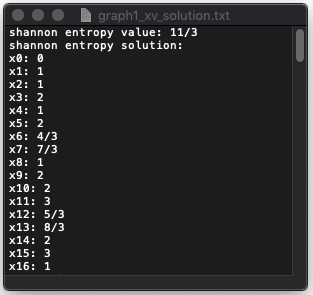 graph1_xv_solution.txt
shannon entropy value: 11/3
shannon entropy solution:
x0: 0
x1: 1
x2: 1
x3: 2
x4: 1
x5: 2
x6: 4/3
x7: 7/3
x8: 1
x9: 2
x10: 2
x11: 3
x12: 5/3
x13: 8/3
x14: 2
x15: 3
x16: 1